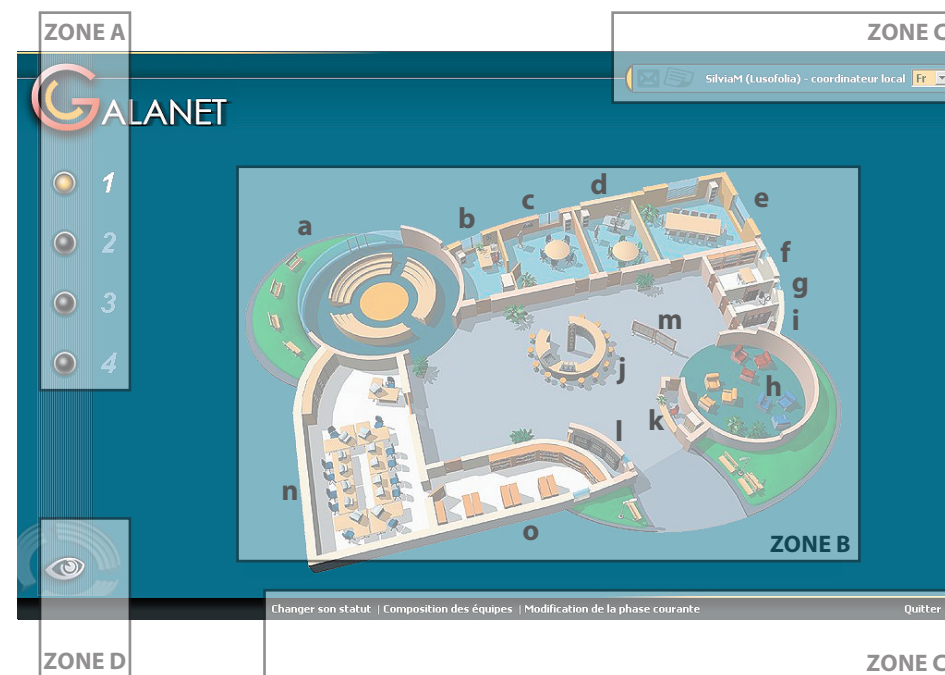 ZONE A
ZONE C
SilviaM (Lusofolia) - coordinateur local Fr
GALANET
1
2
3
4
a
b
c
d
e
f
g
i
m
j
h
k
l
n
o
ZONE B
Changer son statut | Composition des équipes | Modification de la phase courante
Quitter
ZONE D
ZONE C